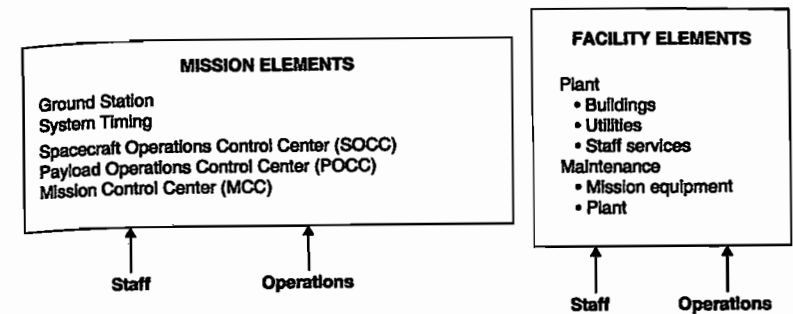 MISSION ELEMENTS
Ground Station
System Timing
Spacecraft Operations Control Center (SOCC)
Payload Operations Control Center (POCC)
Mission Control Center (MCC)
Staff
Operations
FACILITY ELEMENTS
Plant
• Buildings
• Utilities
• Staff services
Maintenance
• Mission equipment
• Plant
Staff
Operations